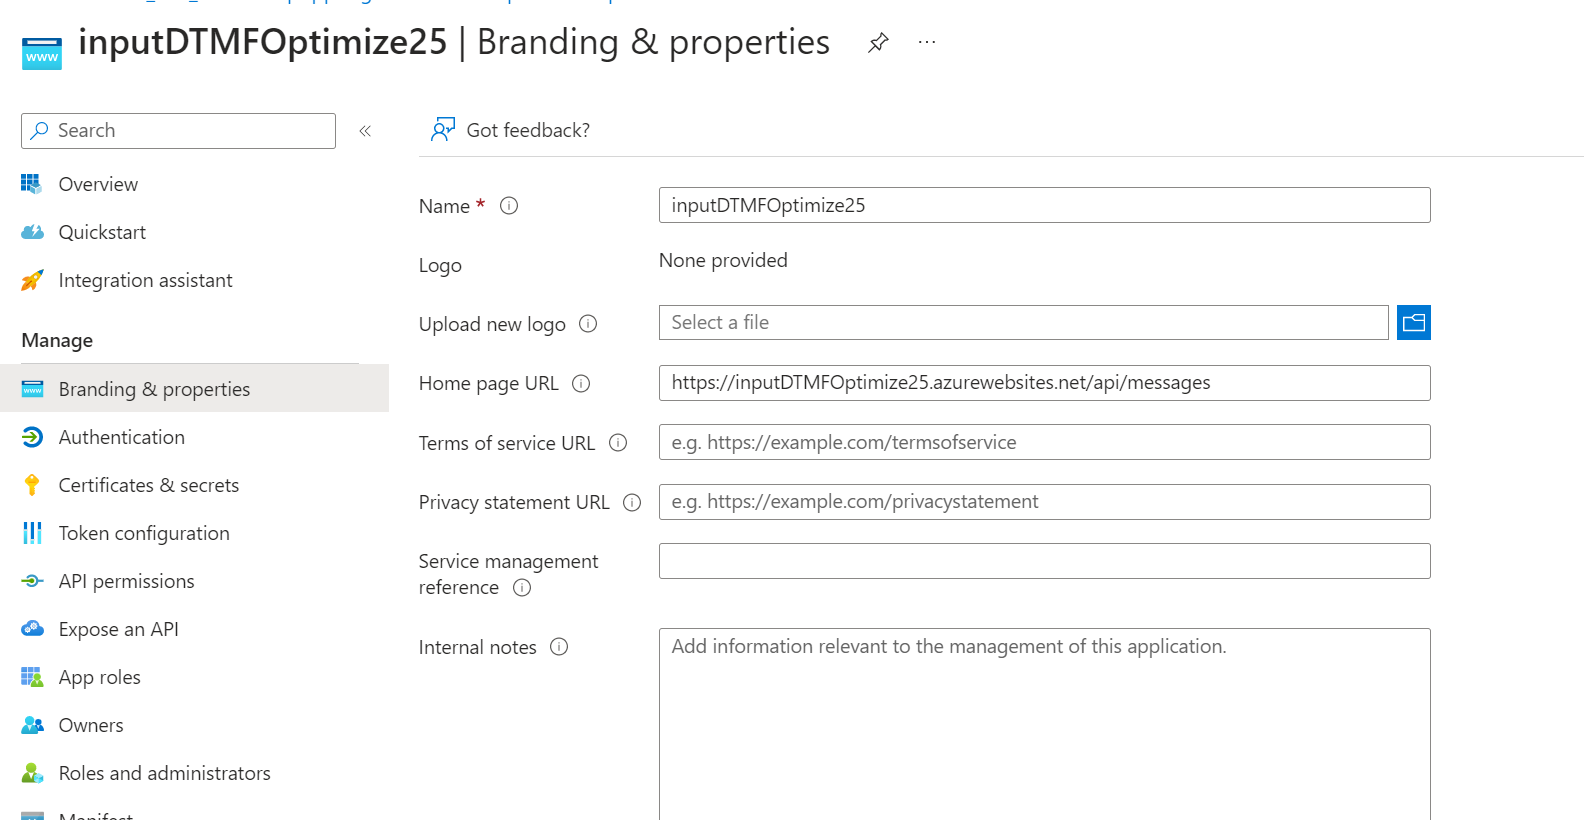 inputDTMFOptimize25 | Branding & properties
Search
Got feedback?
Overview
Quickstart
Integration assistant
Manage
Branding & properties
Authentication
Certificates & secrets
Token configuration
API permissions
Expose an API
App roles
Owners
Roles and administrators
Manifest
Name *
inputDTMFOptimize25
Logo
None provided
Upload new logo
Select a file
Home page URL
https://inputDTMFOptimize25.azurewebsites.net/api/messages
Terms of service URL
e.g. https://example.com/termsofservice
Privacy statement URL
e.g. https://example.com/privacystatement
Service management
reference
Internal notes
Add information relevant to the management of this application.